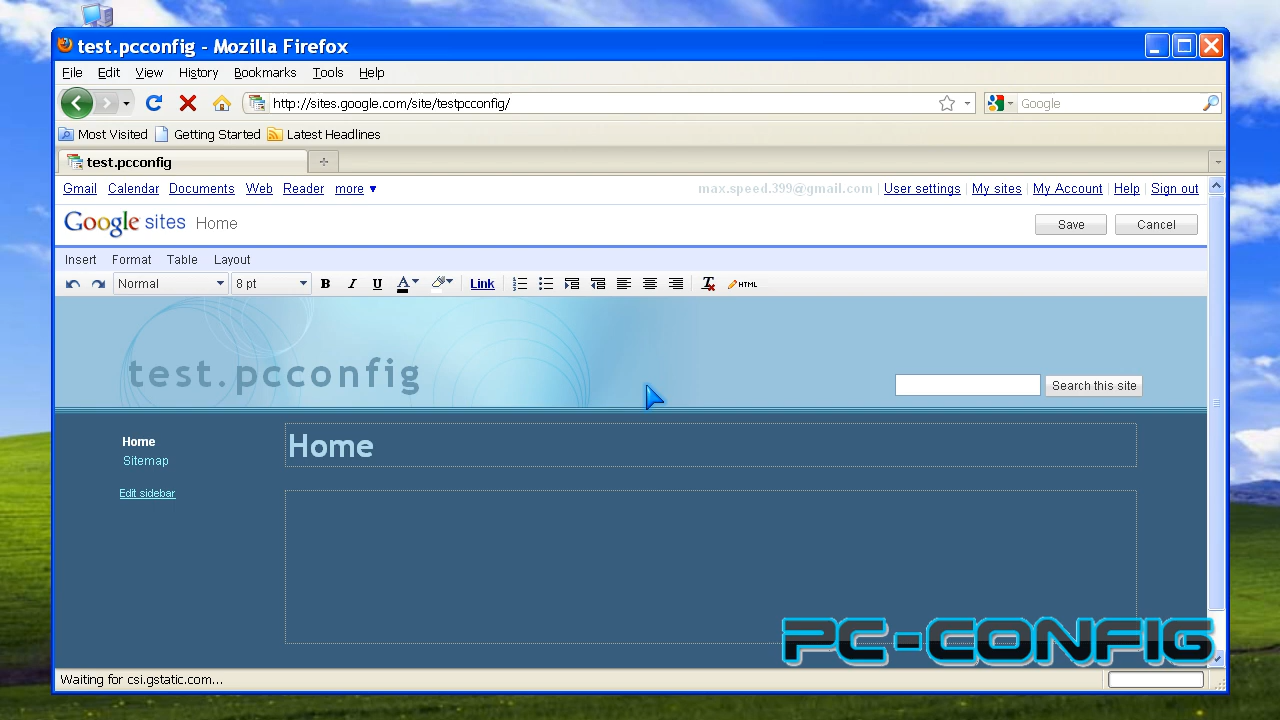 test.pcconfig - Mozilla Firefox
File Edit View History Bookmarks Tools Help
http://sites.google.com/site/testpcconfig/ Google
Most Visited Getting Started Latest Headlines
test.pcconfig
Gmail Calendar Documents Web Reader more ▼ max.speed.399@gmail.com | User settings | My sites | My Account | Help | Sign out
Google sites Home Save Cancel
Insert Format Table Layout
Normal 8 pt B I U A Link T HTML
test.pcconfig
Search this site
Home
Home
Sitemap
Edit sidebar
PC-CONFIG
Waiting for csi.gstatic.com...